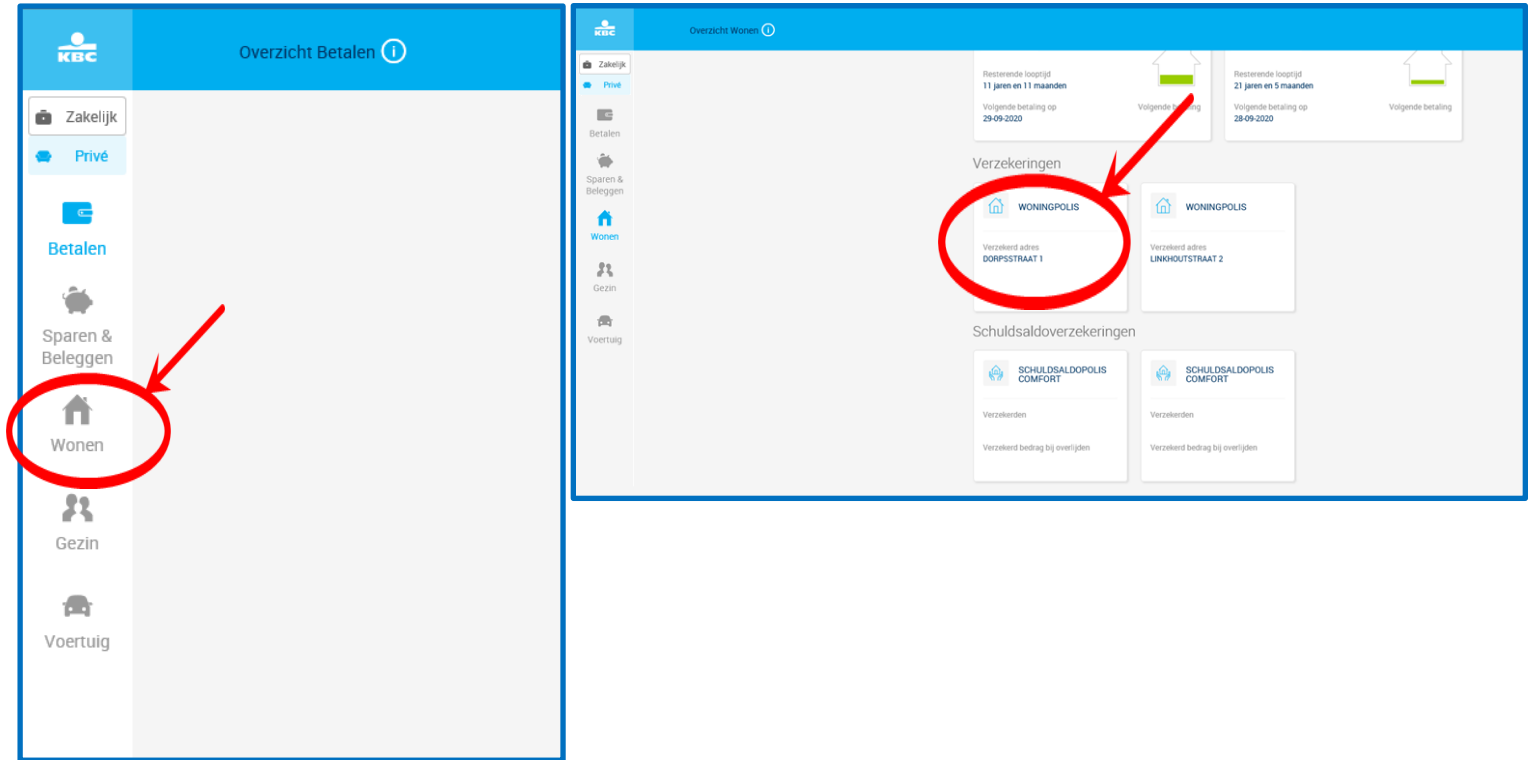 KBC
Overzicht Betalen
Zakelijk
Privé
Betalen
Sparen &
Beleggen
Wonen
Gezin
Voertuig
KBC
Overzicht Wonen
Zakelijk
Privé
Betalen
Sparen &
Beleggen
Wonen
Gezin
Voertuig
Resterende looptijd
11 jaren en 11 maanden
Volgende betaling op
Volgende betaling
29-09-2020
Resterende looptijd
21 jaren en 5 maanden
Volgende betaling op
Volgende betaling
28-09-2020
Verzekeringen
WONINGPOLIS
Verzekerd adres
DORPSSTRAAT 1
WONINGPOLIS
Verzekerd adres
LINKHOUTSTRAAT 2
Schuldsaldoverzekeringen
SCHULDSALDOPOLIS
COMFORT
Verzekerden
Verzekerd bedrag bij overlijden
SCHULDSALDOPOLIS
COMFORT
Verzekerden
Verzekerd bedrag bij overlijden